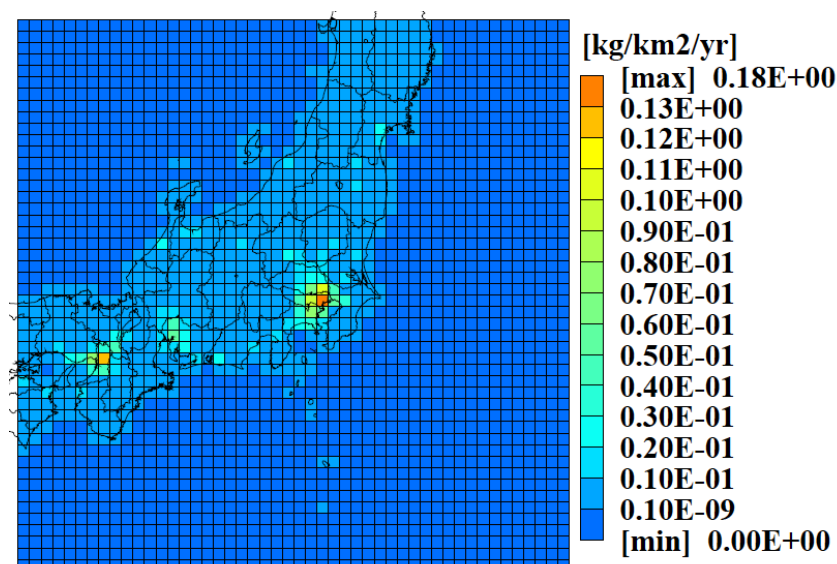 [kg/km2/yr]
[max] 0.18E+00
0.13E+00
0.12E+00
0.11E+00
0.10E+00
0.90E-01
0.80E-01
0.70E-01
0.60E-01
0.50E-01
0.40E-01
0.30E-01
0.20E-01
0.10E-01
0.10E-09
[min] 0.00E+00